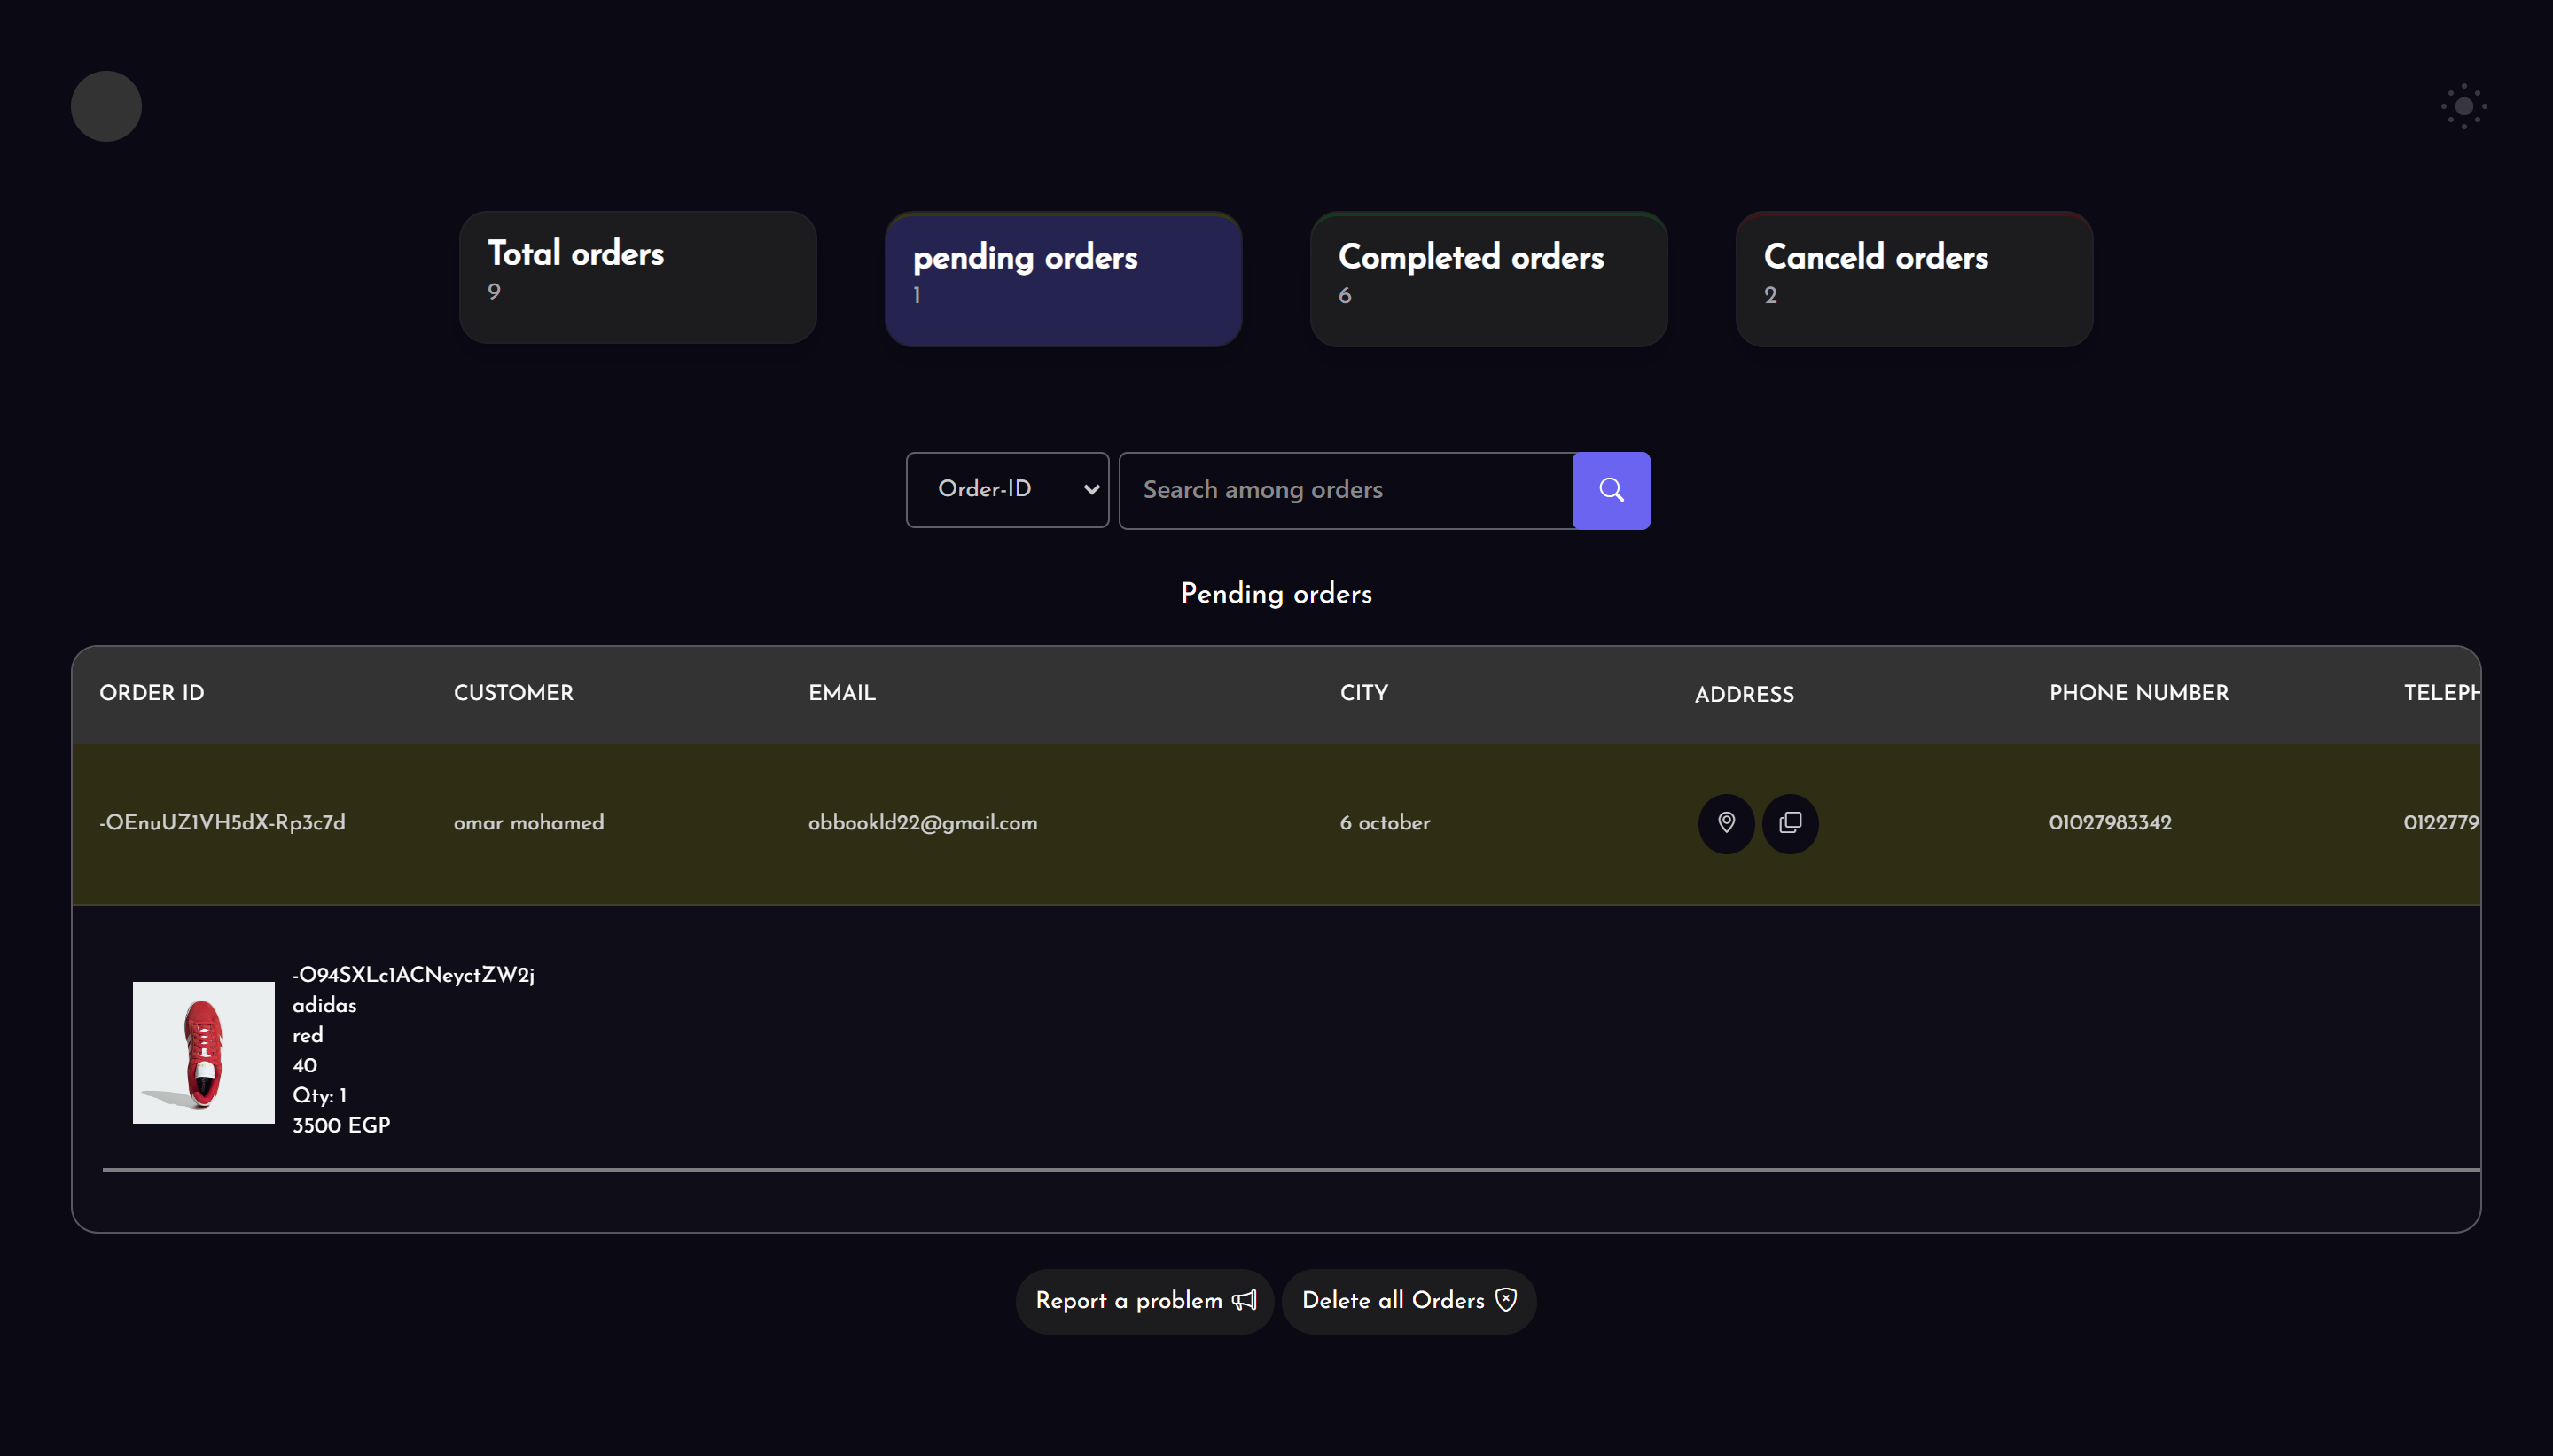 Total orders
9
pending orders
1
Completed orders
6
Canceld orders
2
Order-ID
Search among orders
Pending orders
ORDER ID CUSTOMER EMAIL CITY ADDRESS PHONE NUMBER TELEPH
-OEnuUZ1VH5dX-Rp3c7d omar mohamed obbookld22@gmail.com 6 october 01027983342 0122779
-O94SXLc1ACNeyctZW2j
adidas
red
40
Qty: 1
3500 EGP
Report a problem
Delete all Orders